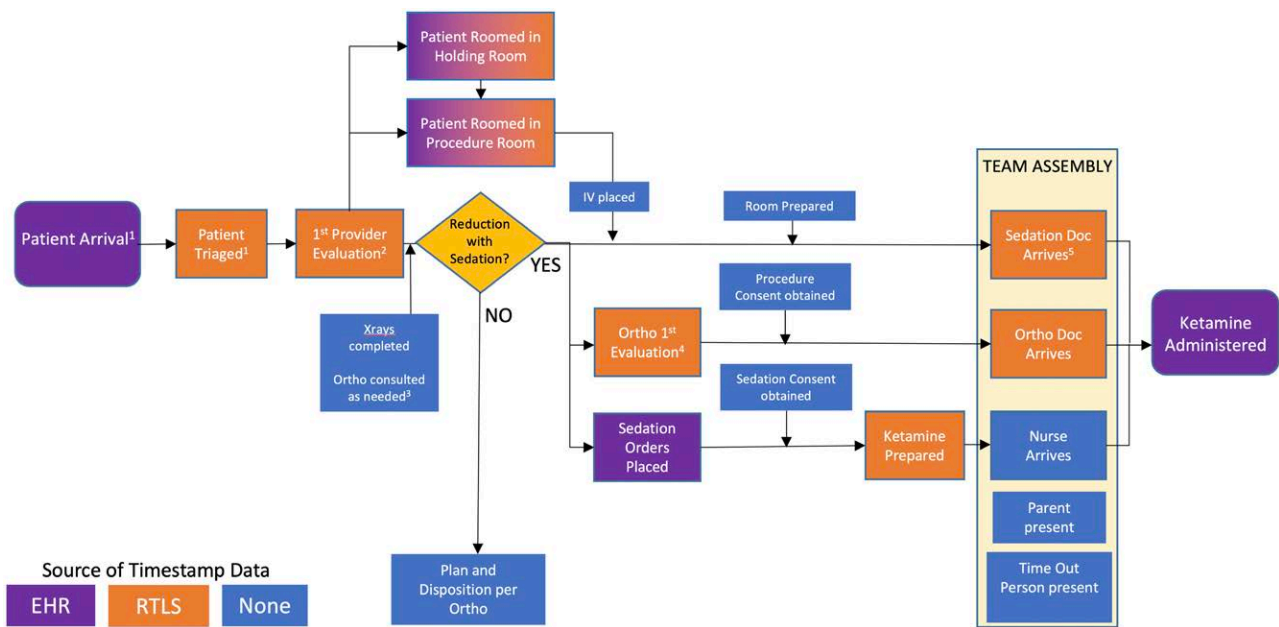 Patient Roomed in
Holding Room
Patient Roomed in
Procedure Room
IV placed
Room Prepared
TEAM ASSEMBLY
Patient Arrival¹
Patient
Triaged¹
1st Provider
Evaluation²
Reduction
with
Sedation?
YES
NO
Sedation Doc
Arrives⁵
Xrays
completed
Ortho consulted
as needed³
Procedure
Consent obtained
Ortho 1st
Evaluation⁴
Ortho Doc
Arrives
Ketamine
Administered
Sedation Consent
obtained
Sedation
Orders
Placed
Ketamine
Prepared
Nurse
Arrives
Parent
present
Time Out
Person present
Plan and
Disposition per
Ortho
Source of Timestamp Data
EHR
RTLS
None